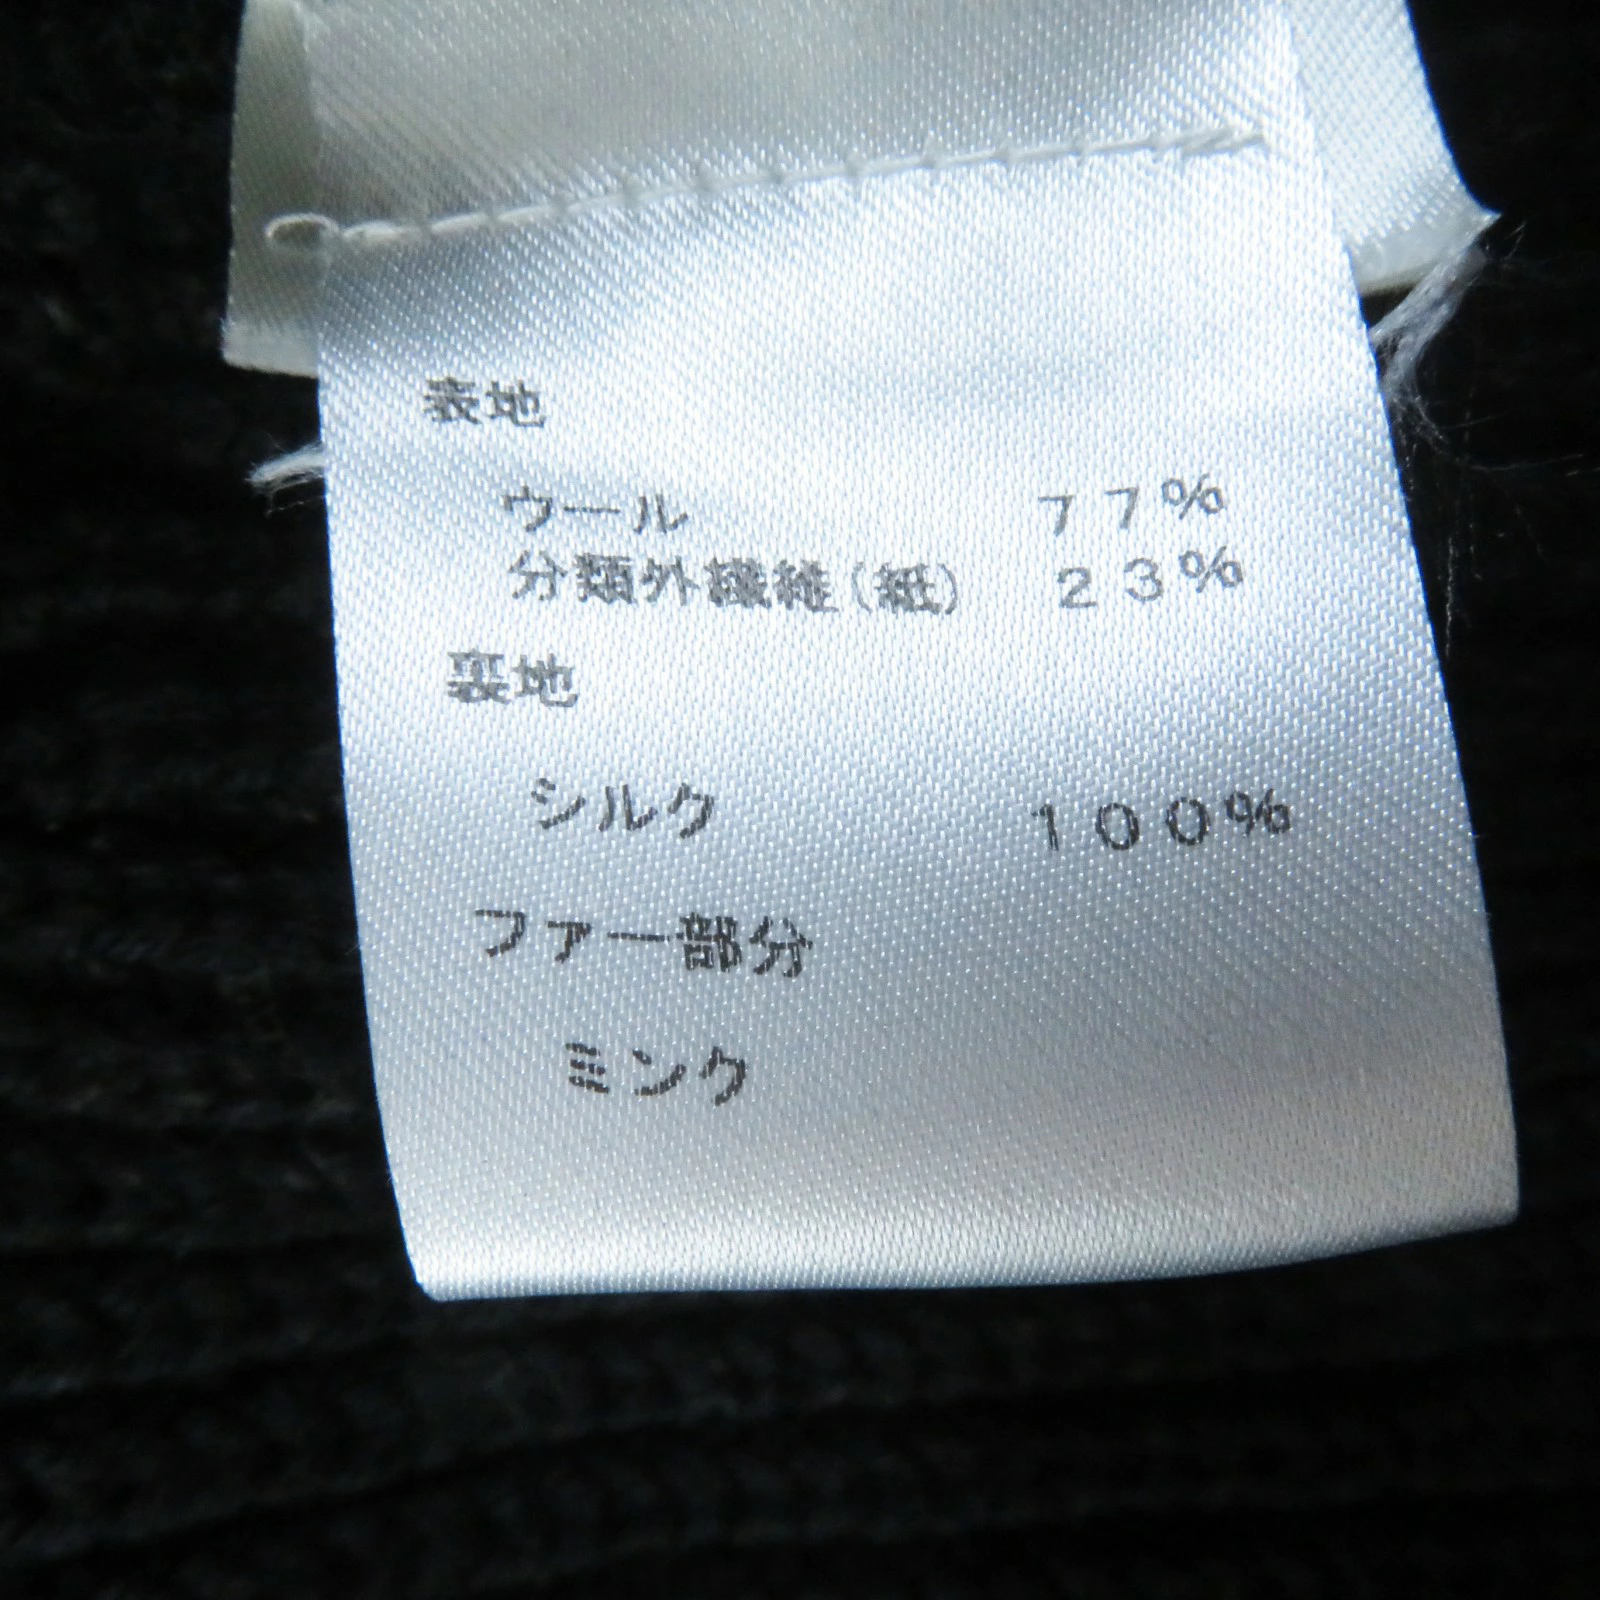 表地
ウール 77%
分類外繊維(紙) 23%
裏地
シルク 100%
ファー部分
ミンク